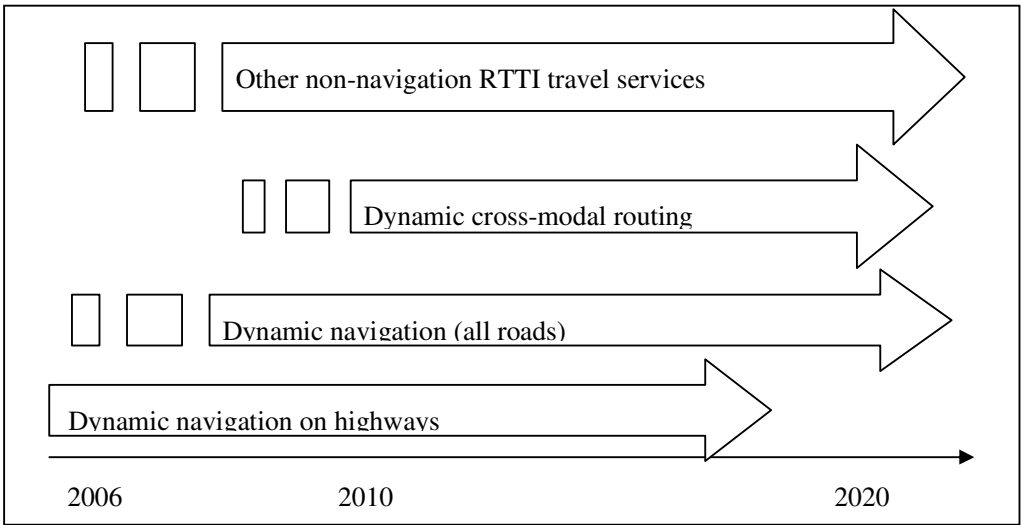 Other non-navigation RTTI travel services
Dynamic cross-modal routing
Dynamic navigation (all roads)
Dynamic navigation on highways
2006 2010 2020